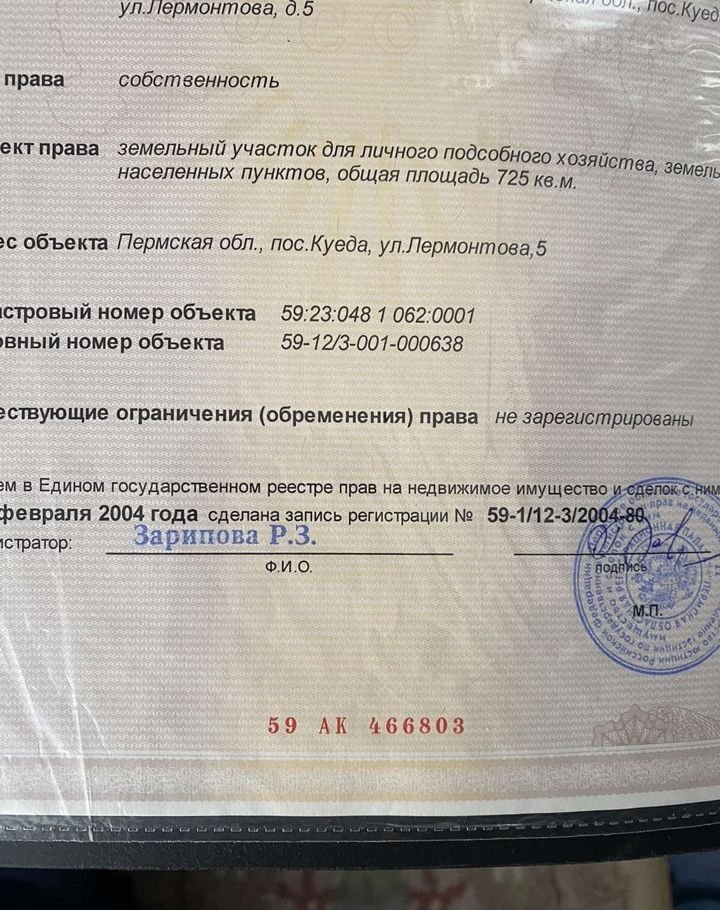 ул.Лермонтова, д.5 пос.Куед
права собственность
ект права земельный участок для личного подсобного хозяйства, земель
населенных пунктов, общая площадь 725 кв.м.
ес объекта Пермская обл., пос.Куеда, ул.Лермонтова,5
астровый номер объекта 59:23:048 1 062:0001
овный номер объекта 59-12/3-001-000638
ествующие ограничения (обременения) права не зарегистрированы
ем в Едином государственном реестре прав на недвижимое имущество и сделок с ним
февраля 2004 года сделана запись регистрации № 59-1/12-3/2004-80
истратор: Зарипова Р.З.
Ф.И.О. подпись
М.П.
59 АК 466803